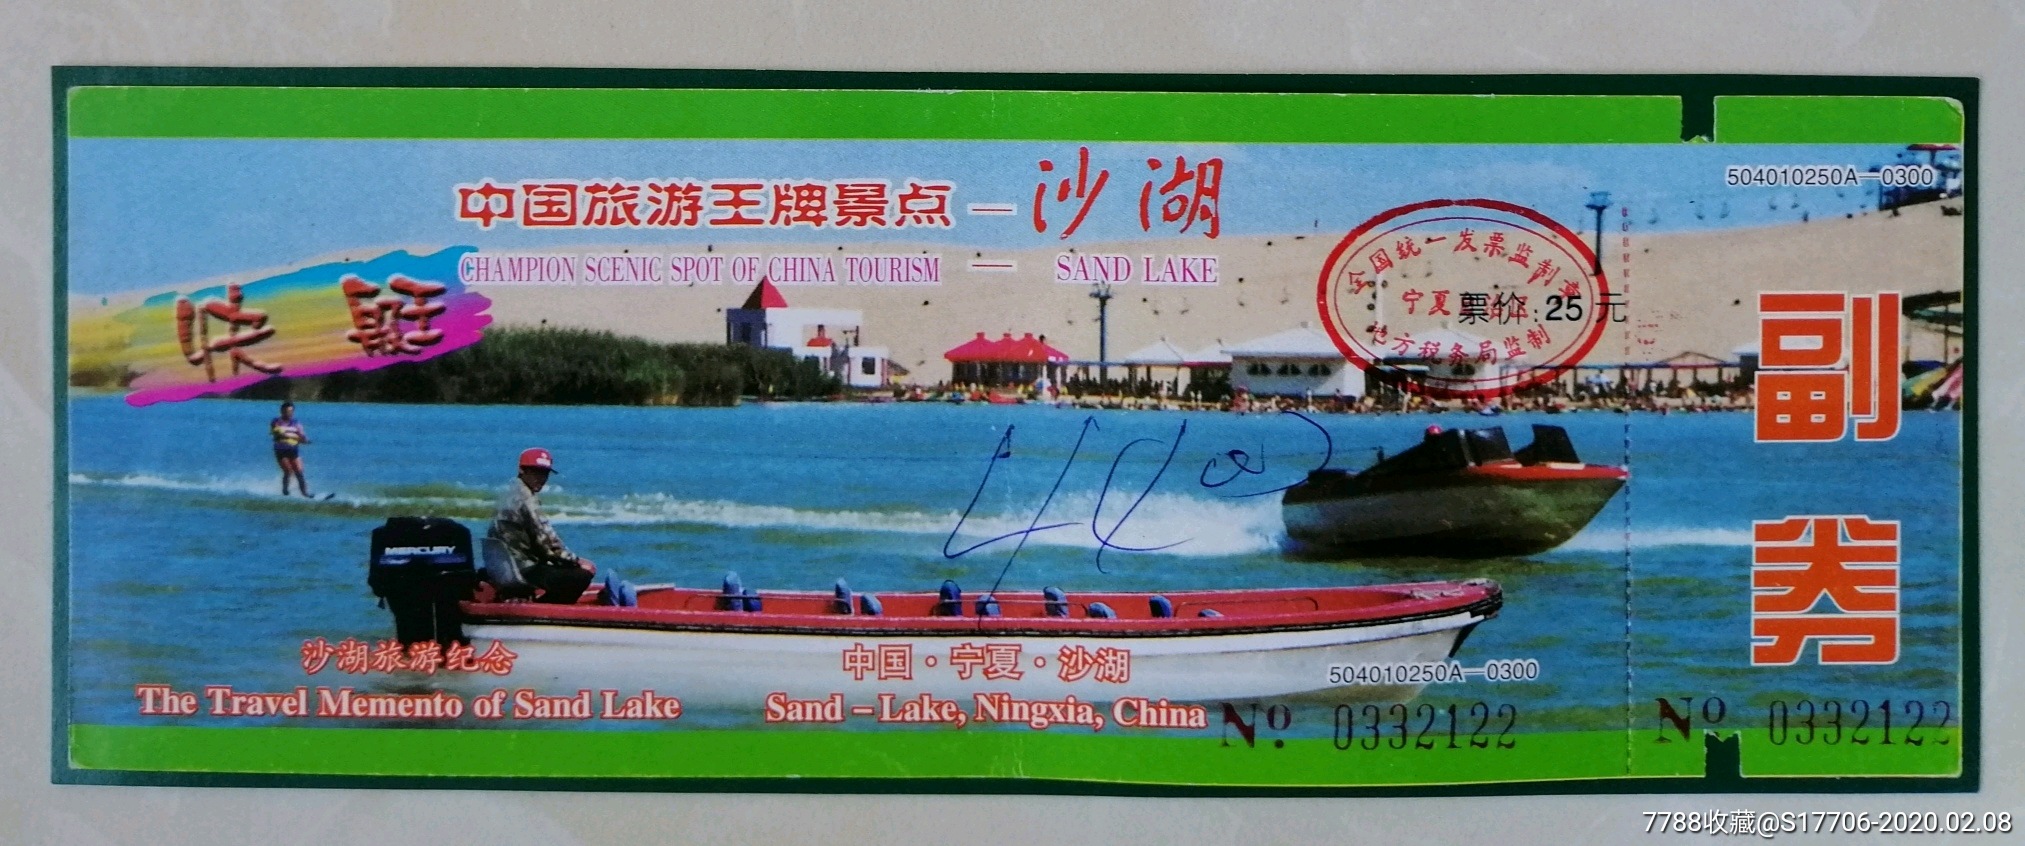 504010250A—0300
中国旅游王牌景点—沙湖
CHAMPION SCENIC SPOT OF CHINA TOURISM — SAND LAKE
快艇
全国统一发票监制章
宁夏
地方税务局监制
票价:25元
副券
MERCURY
沙湖旅游纪念
The Travel Memento of Sand Lake
中国·宁夏·沙湖
Sand-Lake, Ningxia, China
504010250A—0300
Nº 0332122
Nº 0332122
7788收藏@S17706-2020.02.08